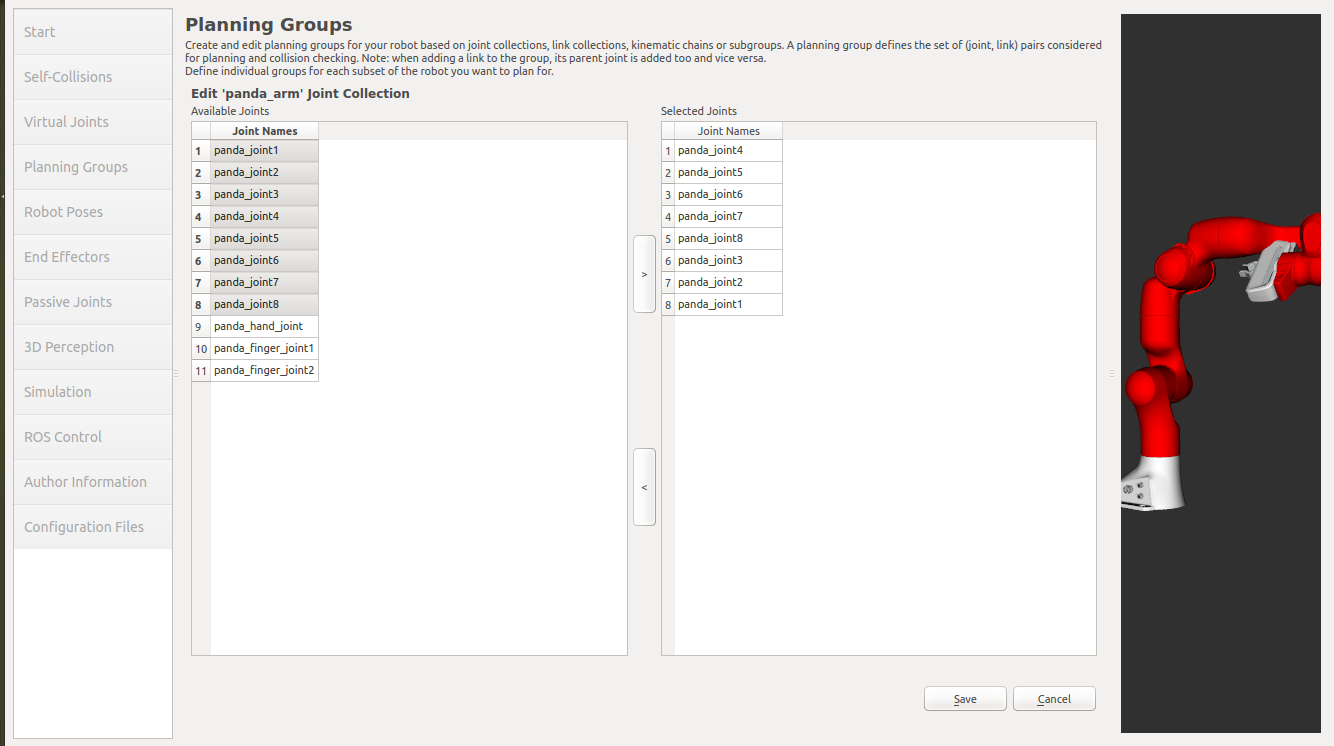 Start
Self-Collisions
Virtual Joints
Planning Groups
Robot Poses
End Effectors
Passive Joints
3D Perception
Simulation
ROS Control
Author Information
Configuration Files
Planning Groups
Create and edit planning groups for your robot based on joint collections, link collections, kinematic chains or subgroups. A planning group defines the set of (joint, link) pairs considered
for planning and collision checking. Note: when adding a link to the group, its parent joint is added too and vice versa.
Define individual groups for each subset of the robot you want to plan for.
Edit 'panda_arm' Joint Collection
Available Joints
Joint Names
1 panda_joint1
2 panda_joint2
3 panda_joint3
4 panda_joint4
5 panda_joint5
6 panda_joint6
7 panda_joint7
8 panda_joint8
9 panda_hand_joint
10 panda_finger_joint1
11 panda_finger_joint2
>
<
Selected Joints
Joint Names
1 panda_joint4
2 panda_joint5
3 panda_joint6
4 panda_joint7
5 panda_joint8
6 panda_joint3
7 panda_joint2
8 panda_joint1
Save
Cancel